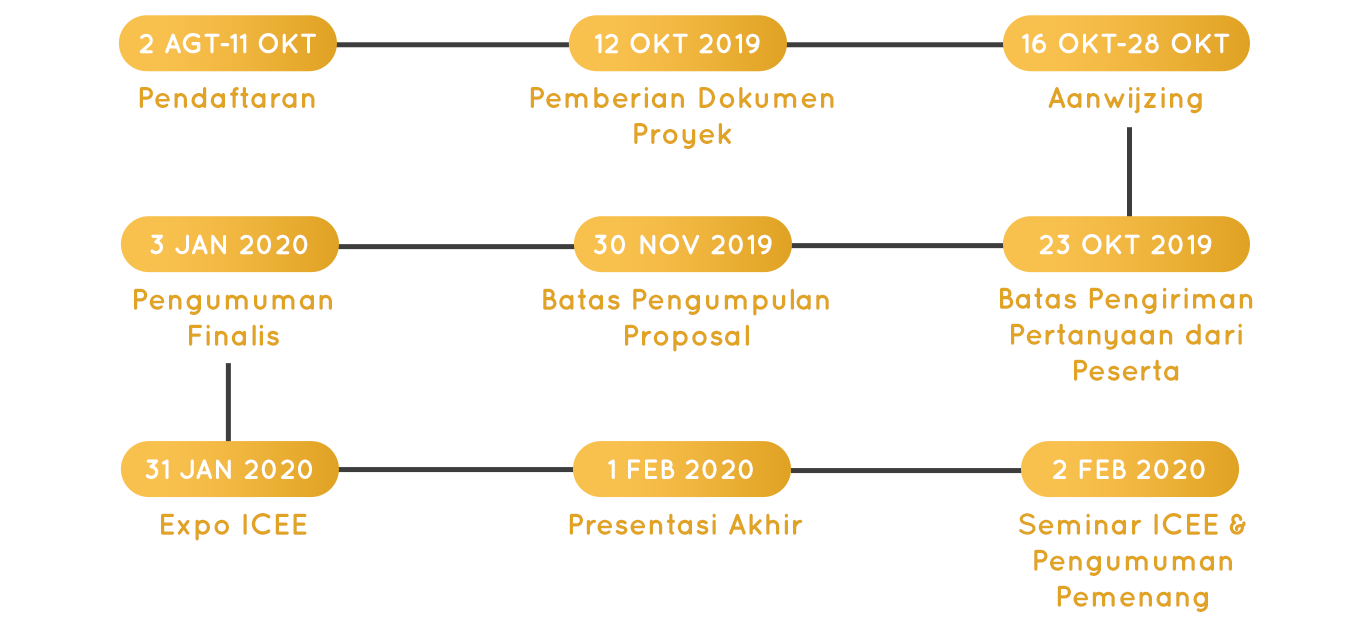 2 AGT-11 OKT
Pendaftaran
12 OKT 2019
Pemberian Dokumen
Proyek
16 OKT-28 OKT
Aanwijzing
23 OKT 2019
Batas Pengiriman
Pertanyaan dari
Peserta
30 NOV 2019
Batas Pengumpulan
Proposal
3 JAN 2020
Pengumuman
Finalis
31 JAN 2020
Expo ICEE
1 FEB 2020
Presentasi Akhir
2 FEB 2020
Seminar ICEE &
Pengumuman
Pemenang